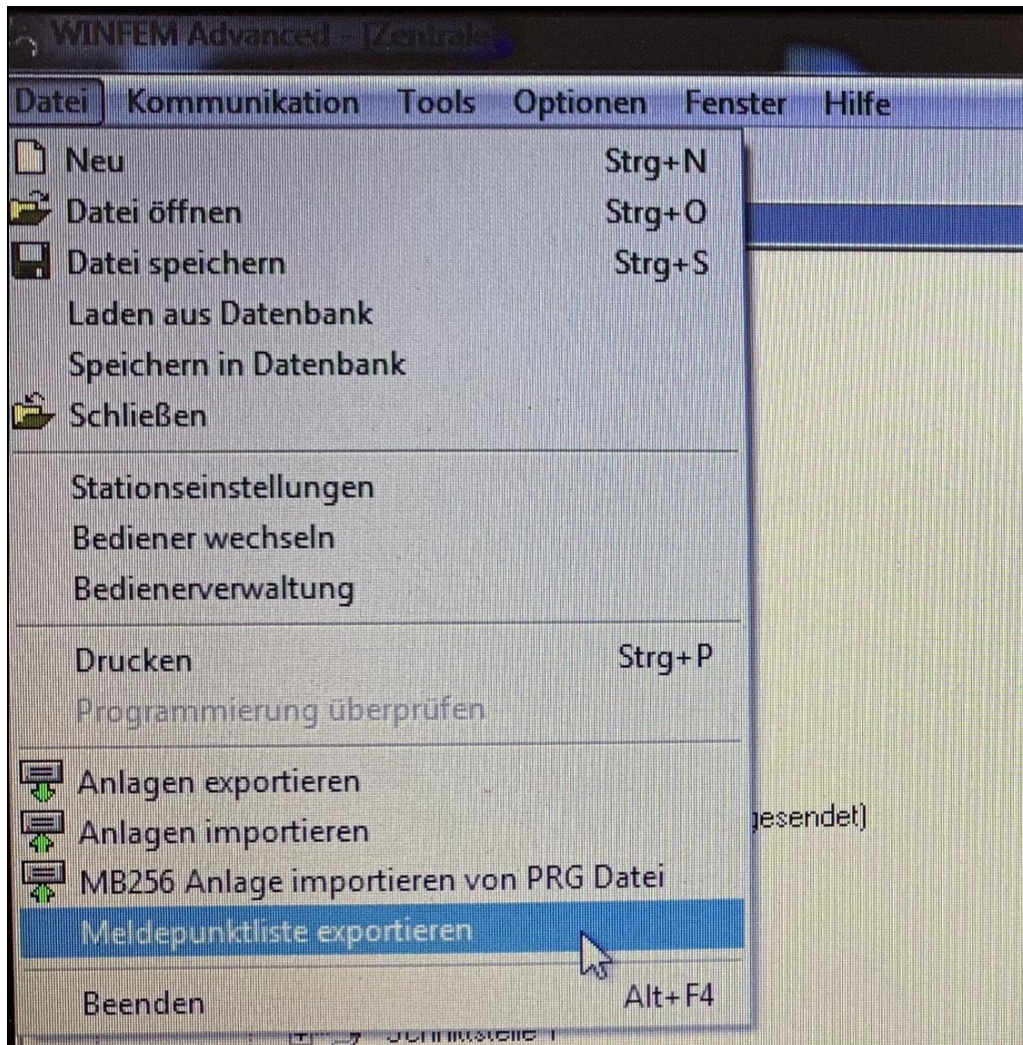 WINFEM Advanced - [Zentrale]
Datei Kommunikation Tools Optionen Fenster Hilfe
Neu Strg+N
Datei öffnen Strg+O
Datei speichern Strg+S
Laden aus Datenbank
Speichern in Datenbank
Schließen
Stationseinstellungen
Bediener wechseln
Bedienerverwaltung
Drucken Strg+P
Programmierung überprüfen
Anlagen exportieren
Anlagen importieren
gesendet)
MB256 Anlage importieren von PRG Datei
Meldepunktliste exportieren
Beenden Alt+F4